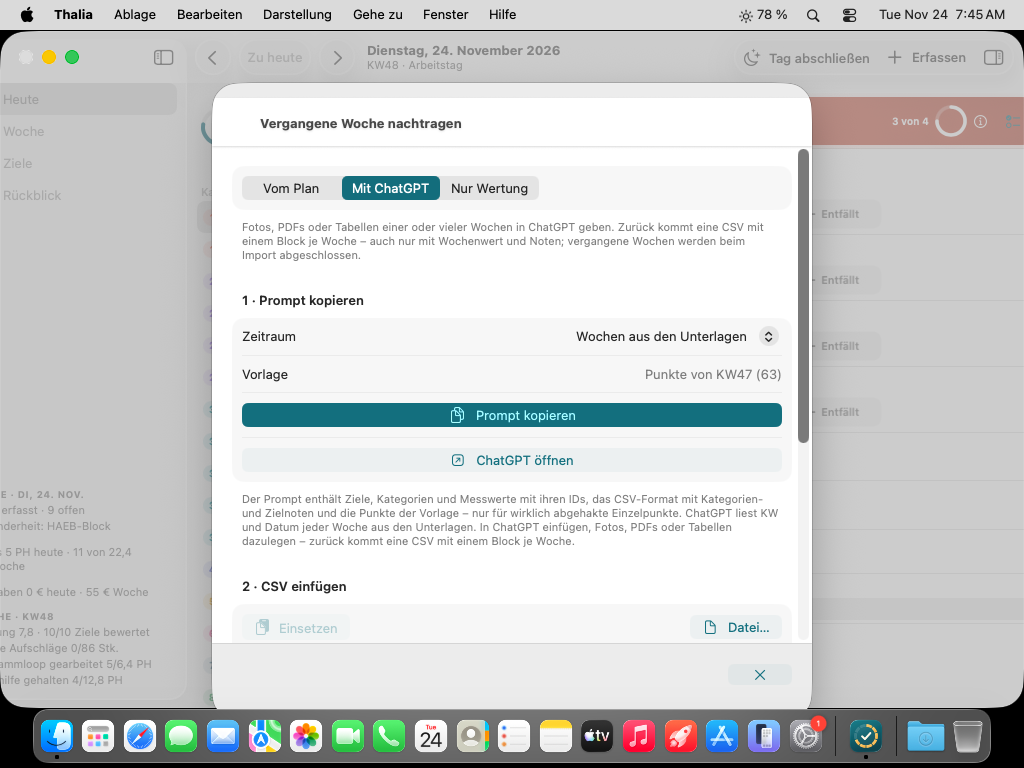 Thalia Ablage Bearbeiten Darstellung Gehe zu Fenster Hilfe 78 % Tue Nov 24 7:45 AM
Zu heute
Dienstag, 24. November 2026
KW48 · Arbeitstag
Tag abschließen
Erfassen
Heute
Woche
Ziele
Rückblick
3 von 4
Entfällt
Entfällt
Entfällt
Entfällt
E · DI, 24. NOV.
erfasst · 9 offen
nderheit: HAEB-Block
s 5 PH heute · 11 von 22,4
oche
aben 0 € heute · 55 € Woche
HE · KW48
ng 7,8 · 10/10 Ziele bewertet
e Aufschläge 0/86 Stk.
ammloop gearbeitet 5/6,4 PH
hilfe gehalten 4/12,8 PH
Vergangene Woche nachtragen
Vom Plan Mit ChatGPT Nur Wertung
Fotos, PDFs oder Tabellen einer oder vieler Wochen in ChatGPT geben. Zurück kommt eine CSV mit
einem Block je Woche – auch nur mit Wochenwert und Noten; vergangene Wochen werden beim
Import abgeschlossen.
1 · Prompt kopieren
Zeitraum Wochen aus den Unterlagen
Vorlage Punkte von KW47 (63)
Prompt kopieren
ChatGPT öffnen
Der Prompt enthält Ziele, Kategorien und Messwerte mit ihren IDs, das CSV-Format mit Kategorien-
und Zielnoten und die Punkte der Vorlage – nur für wirklich abgehakte Einzelpunkte. ChatGPT liest KW
und Datum jeder Woche aus den Unterlagen. In ChatGPT einfügen, Fotos, PDFs oder Tabellen
dazulegen – zurück kommt eine CSV mit einem Block je Woche.
2 · CSV einfügen
Einsetzen Datei...
Tue
24
tv
1